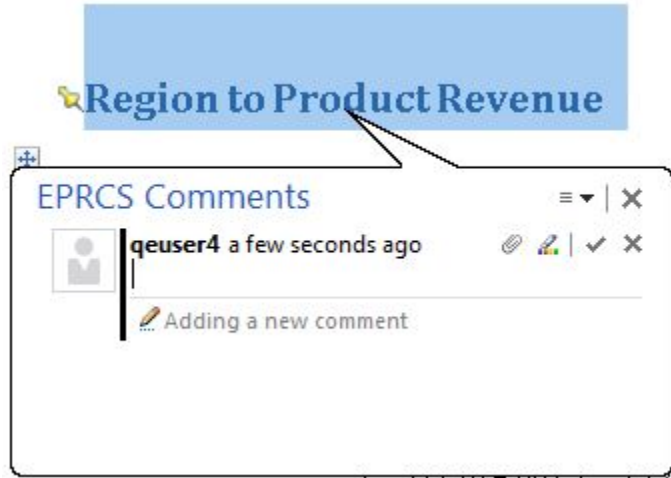 Region to Product Revenue
EPRCS Comments
qeuser4 a few seconds ago
Adding a new comment